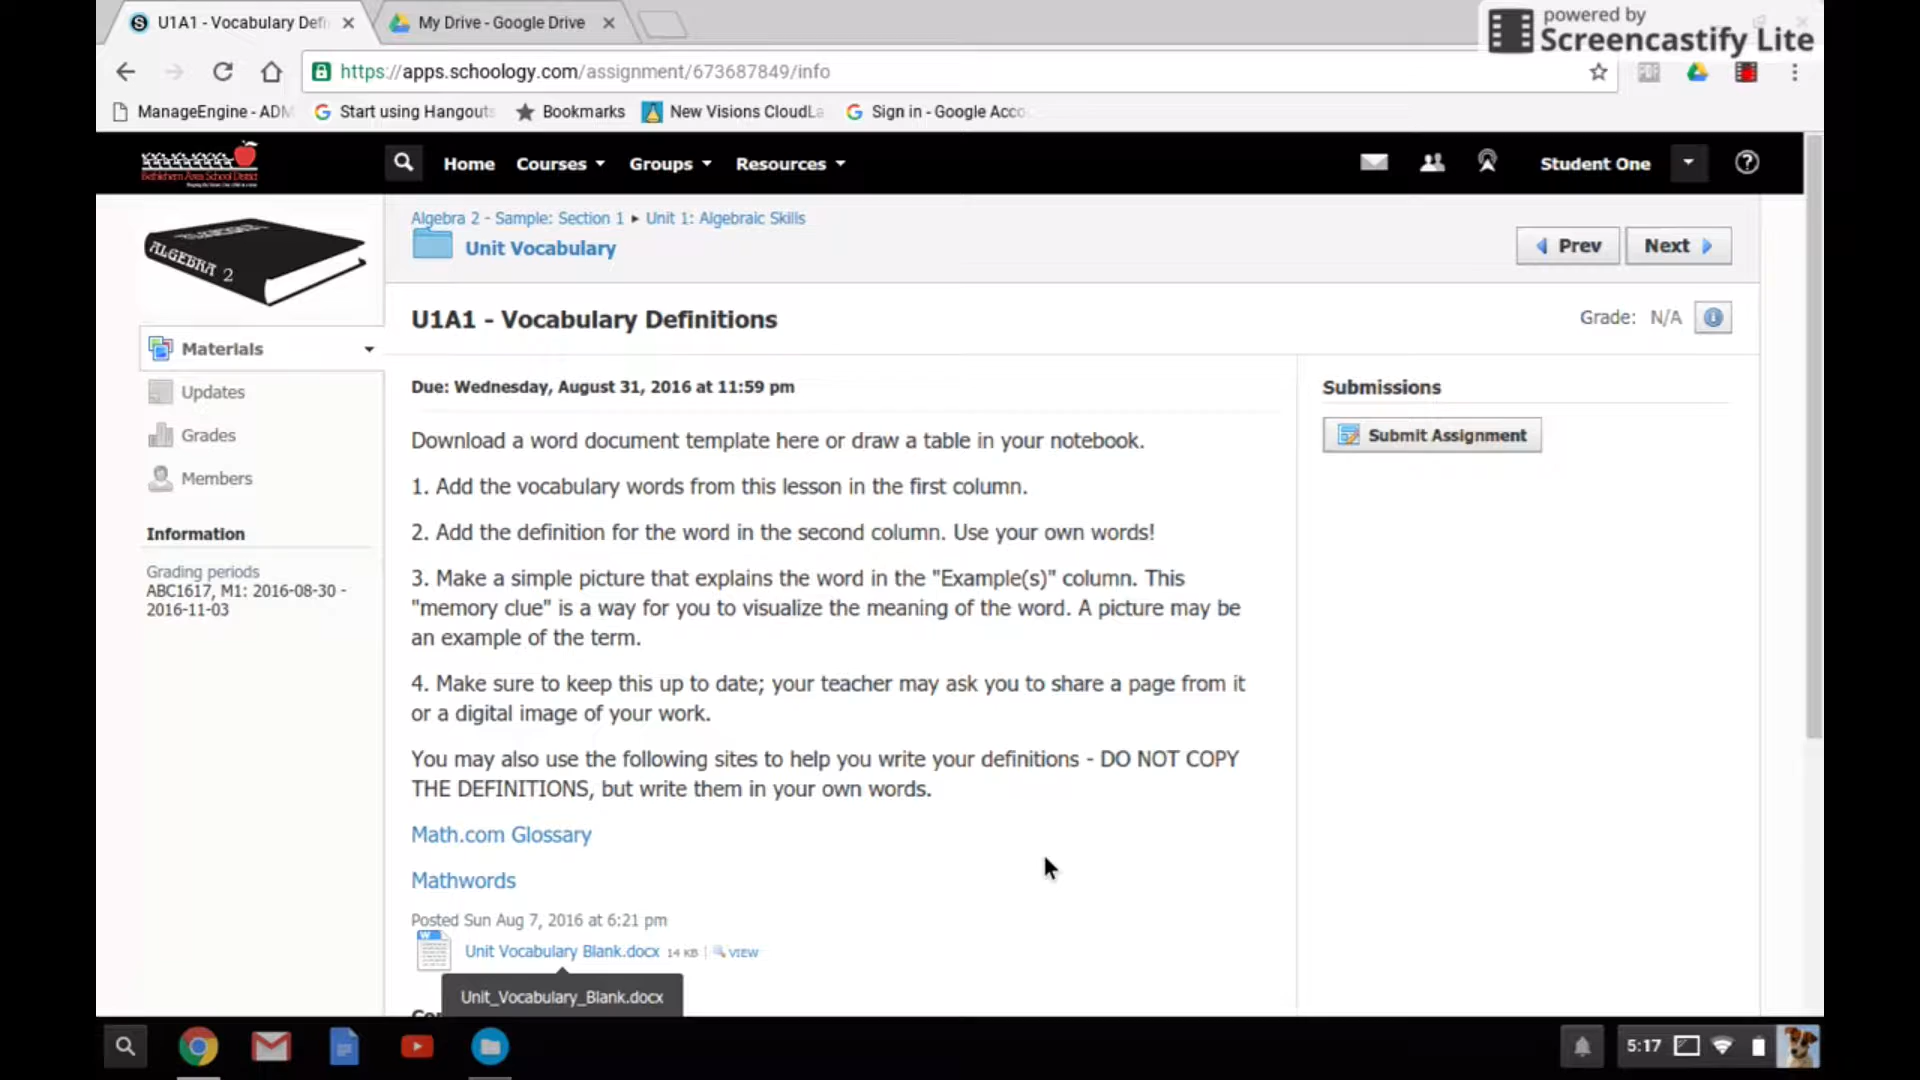 U1A1 - Vocabulary Defi
My Drive - Google Drive
powered by
Screencastify Lite
https://apps.schoology.com/assignment/673687849/info
ManageEngine - ADM
Start using Hangouts
Bookmarks
New Visions CloudLa
Sign in - Google Acco
Bethlehem Area School District
Home
Courses
Groups
Resources
Student One
ALGEBRA 2
Algebra 2 - Sample: Section 1 ▸ Unit 1: Algebraic Skills
Unit Vocabulary
Prev
Next
U1A1 - Vocabulary Definitions
Grade: N/A
Materials
Updates
Grades
Members
Information
Grading periods
ABC1617, M1: 2016-08-30 -
2016-11-03
Due: Wednesday, August 31, 2016 at 11:59 pm
Download a word document template here or draw a table in your notebook.
1. Add the vocabulary words from this lesson in the first column.
2. Add the definition for the word in the second column. Use your own words!
3. Make a simple picture that explains the word in the "Example(s)" column. This
"memory clue" is a way for you to visualize the meaning of the word. A picture may be
an example of the term.
4. Make sure to keep this up to date; your teacher may ask you to share a page from it
or a digital image of your work.
You may also use the following sites to help you write your definitions - DO NOT COPY
THE DEFINITIONS, but write them in your own words.
Math.com Glossary
Mathwords
Posted Sun Aug 7, 2016 at 6:21 pm
Unit Vocabulary Blank.docx 14 KB | VIEW
Unit_Vocabulary_Blank.docx
Submissions
Submit Assignment
5:17